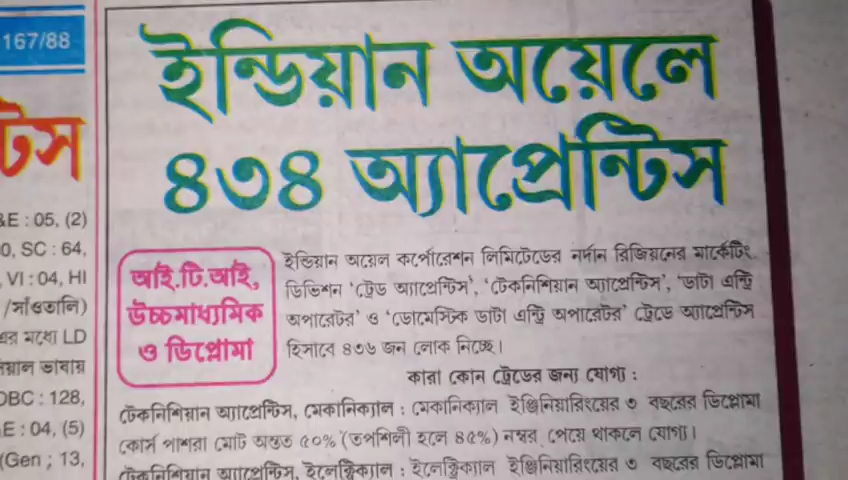 167/88
টিস
&E : 05, (2)
0, SC : 64,
VI : 04, HI
/সাঁওতালি)
এর মধ্যে LD
য়াল ভাষায়
OBC : 128,
E : 04, (5)
(Gen ; 13,
ইন্ডিয়ান অয়েলে
৪৩৪ অ্যাপ্রেন্টিস
আই.টি.আই,
উচ্চমাধ্যমিক
ও ডিপ্লোমা
ইন্ডিয়ান অয়েল কর্পোরেশন লিমিটেডের নর্দান রিজিয়নের মার্কেটিং
ডিভিশন ‘ট্রেড অ্যাপ্রেন্টিস’, ‘টেকনিশিয়ান অ্যাপ্রেন্টিস’, ‘ডাটা এন্ট্রি
অপারেটর’ ও ‘ডোমেস্টিক ডাটা এন্ট্রি অপারেটর’ ট্রেডে অ্যাপ্রেন্টিস
হিসাবে ৪৩৬ জন লোক নিচ্ছে।
কারা কোন ট্রেডের জন্য যোগ্য :
টেকনিশিয়ান অ্যাপ্রেন্টিস, মেকানিক্যাল : মেকানিক্যাল ইঞ্জিনিয়ারিংয়ের ৩ বছরের ডিপ্লোমা
কোর্স পাশরা মোট অন্তত ৫০% (তপশিলী হলে ৪৫%) নম্বর পেয়ে থাকলে যোগ্য।
টেকনিশিয়ান অ্যাপ্রেন্টিস, ইলেক্ট্রিক্যাল : ইলেক্ট্রিক্যাল ইঞ্জিনিয়ারিংয়ের ৩ বছরের ডিপ্লোমা